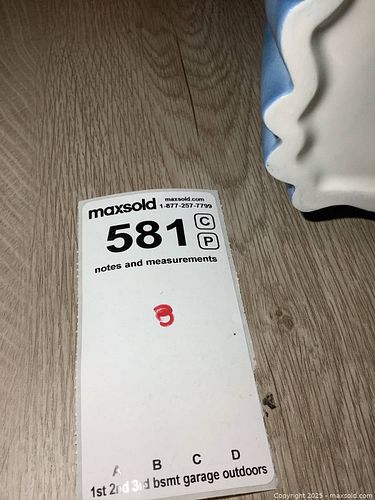 maxsold maxsold.com
1-877-257-7799
581 C
P
notes and measurements
3
A B C D
1st 2nd 3rd bsmt garage outdoors
Copyright 2025 - maxsold.com